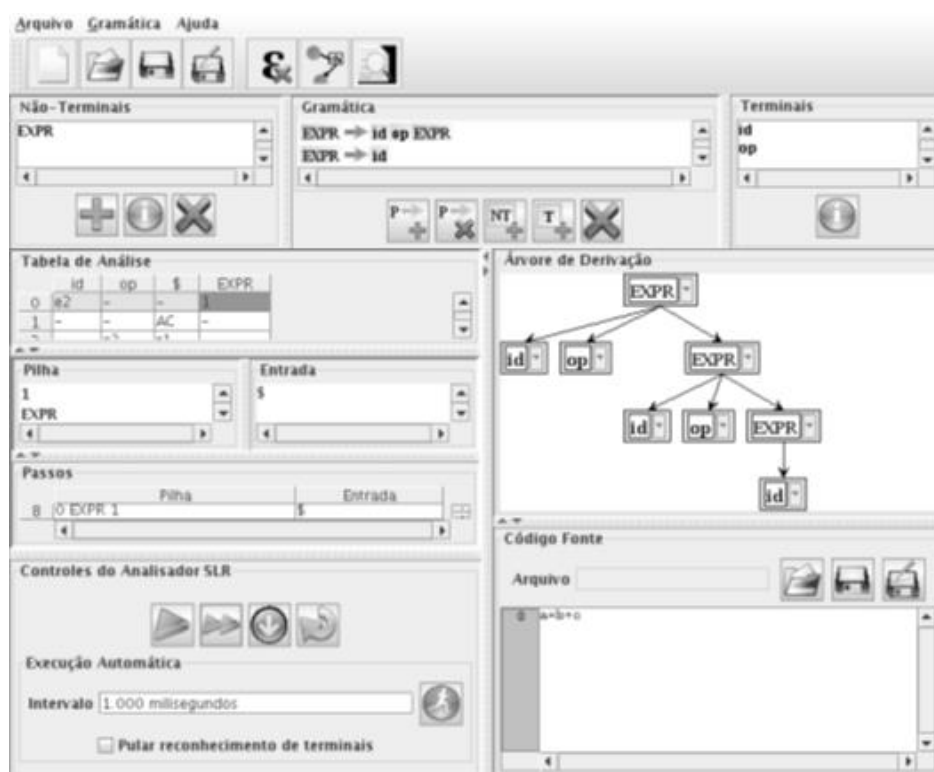 Arquivo Gramática Ajuda
Não-Terminais
EXPR
Gramática
EXPR id op EXPR
EXPR id
P P NT T
Terminais
id
op
Tabela de Análise
id op $ EXPR
0 e2 - - 1
1 - - AC -
Pilha
1
EXPR
Entrada
$
Passos
Pilha Entrada
8 0 EXPR 1 $
Controles do Analisador SLR
Execução Automática
Intervalo 1.000 milisegundos
Pular reconhecimento de terminais
Árvore de Derivação
EXPR
id op EXPR
id op EXPR
id
Código Fonte
Arquivo
0